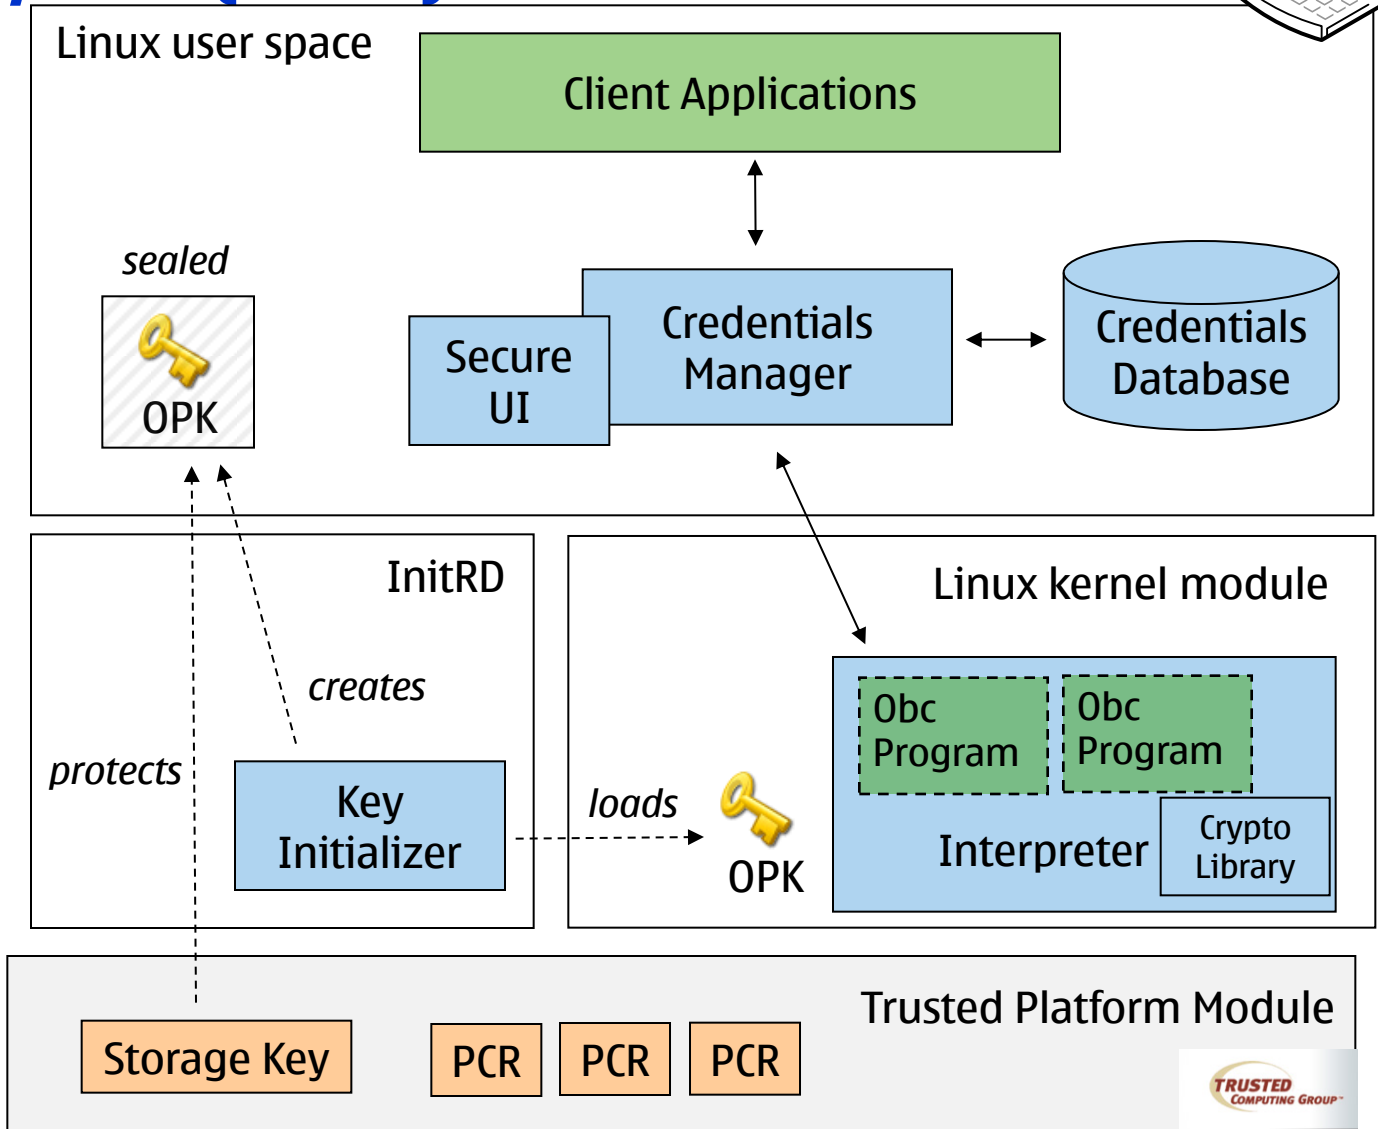 Linux user space
Client Applications
sealed
OPK
Secure
UI
Credentials
Manager
Credentials
Database
InitRD
creates
protects
Key
Initializer
loads
OPK
Linux kernel module
Obc
Program
Obc
Program
Interpreter
Crypto
Library
Trusted Platform Module
Storage Key
PCR
PCR
PCR
TRUSTED
COMPUTING GROUP™